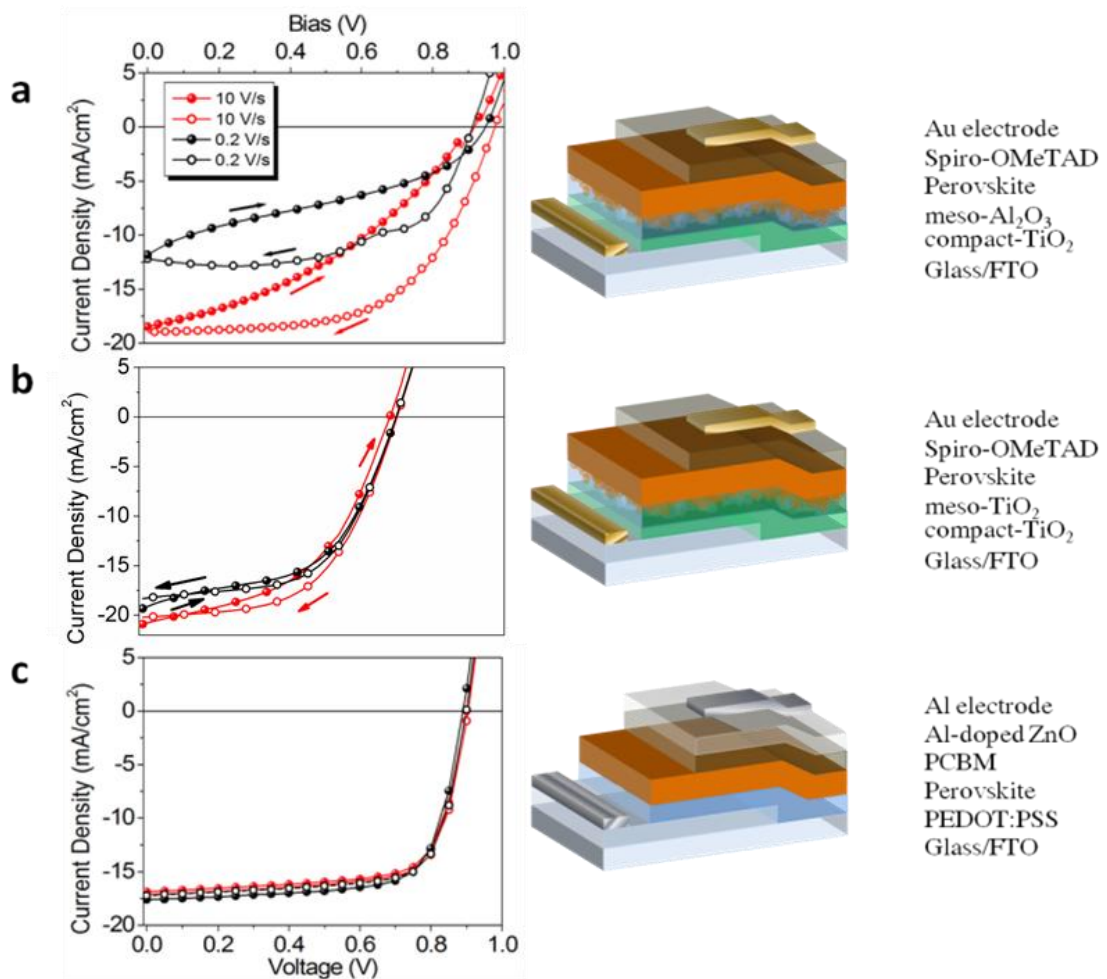 Bias (V)
0.0 0.2 0.4 0.6 0.8 1.0
a
5
0
-5
-10
-15
-20
Current Density (mA/cm²)
10 V/s
10 V/s
0.2 V/s
0.2 V/s
Au electrode
Spiro-OMeTAD
Perovskite
meso-Al₂O₃
compact-TiO₂
Glass/FTO
b
5
0
-5
-10
-15
-20
Current Density (mA/cm²)
Au electrode
Spiro-OMeTAD
Perovskite
meso-TiO₂
compact-TiO₂
Glass/FTO
c
5
0
-5
-10
-15
-20
Current Density (mA/cm²)
0.0 0.2 0.4 0.6 0.8 1.0
Voltage (V)
Al electrode
Al-doped ZnO
PCBM
Perovskite
PEDOT:PSS
Glass/FTO